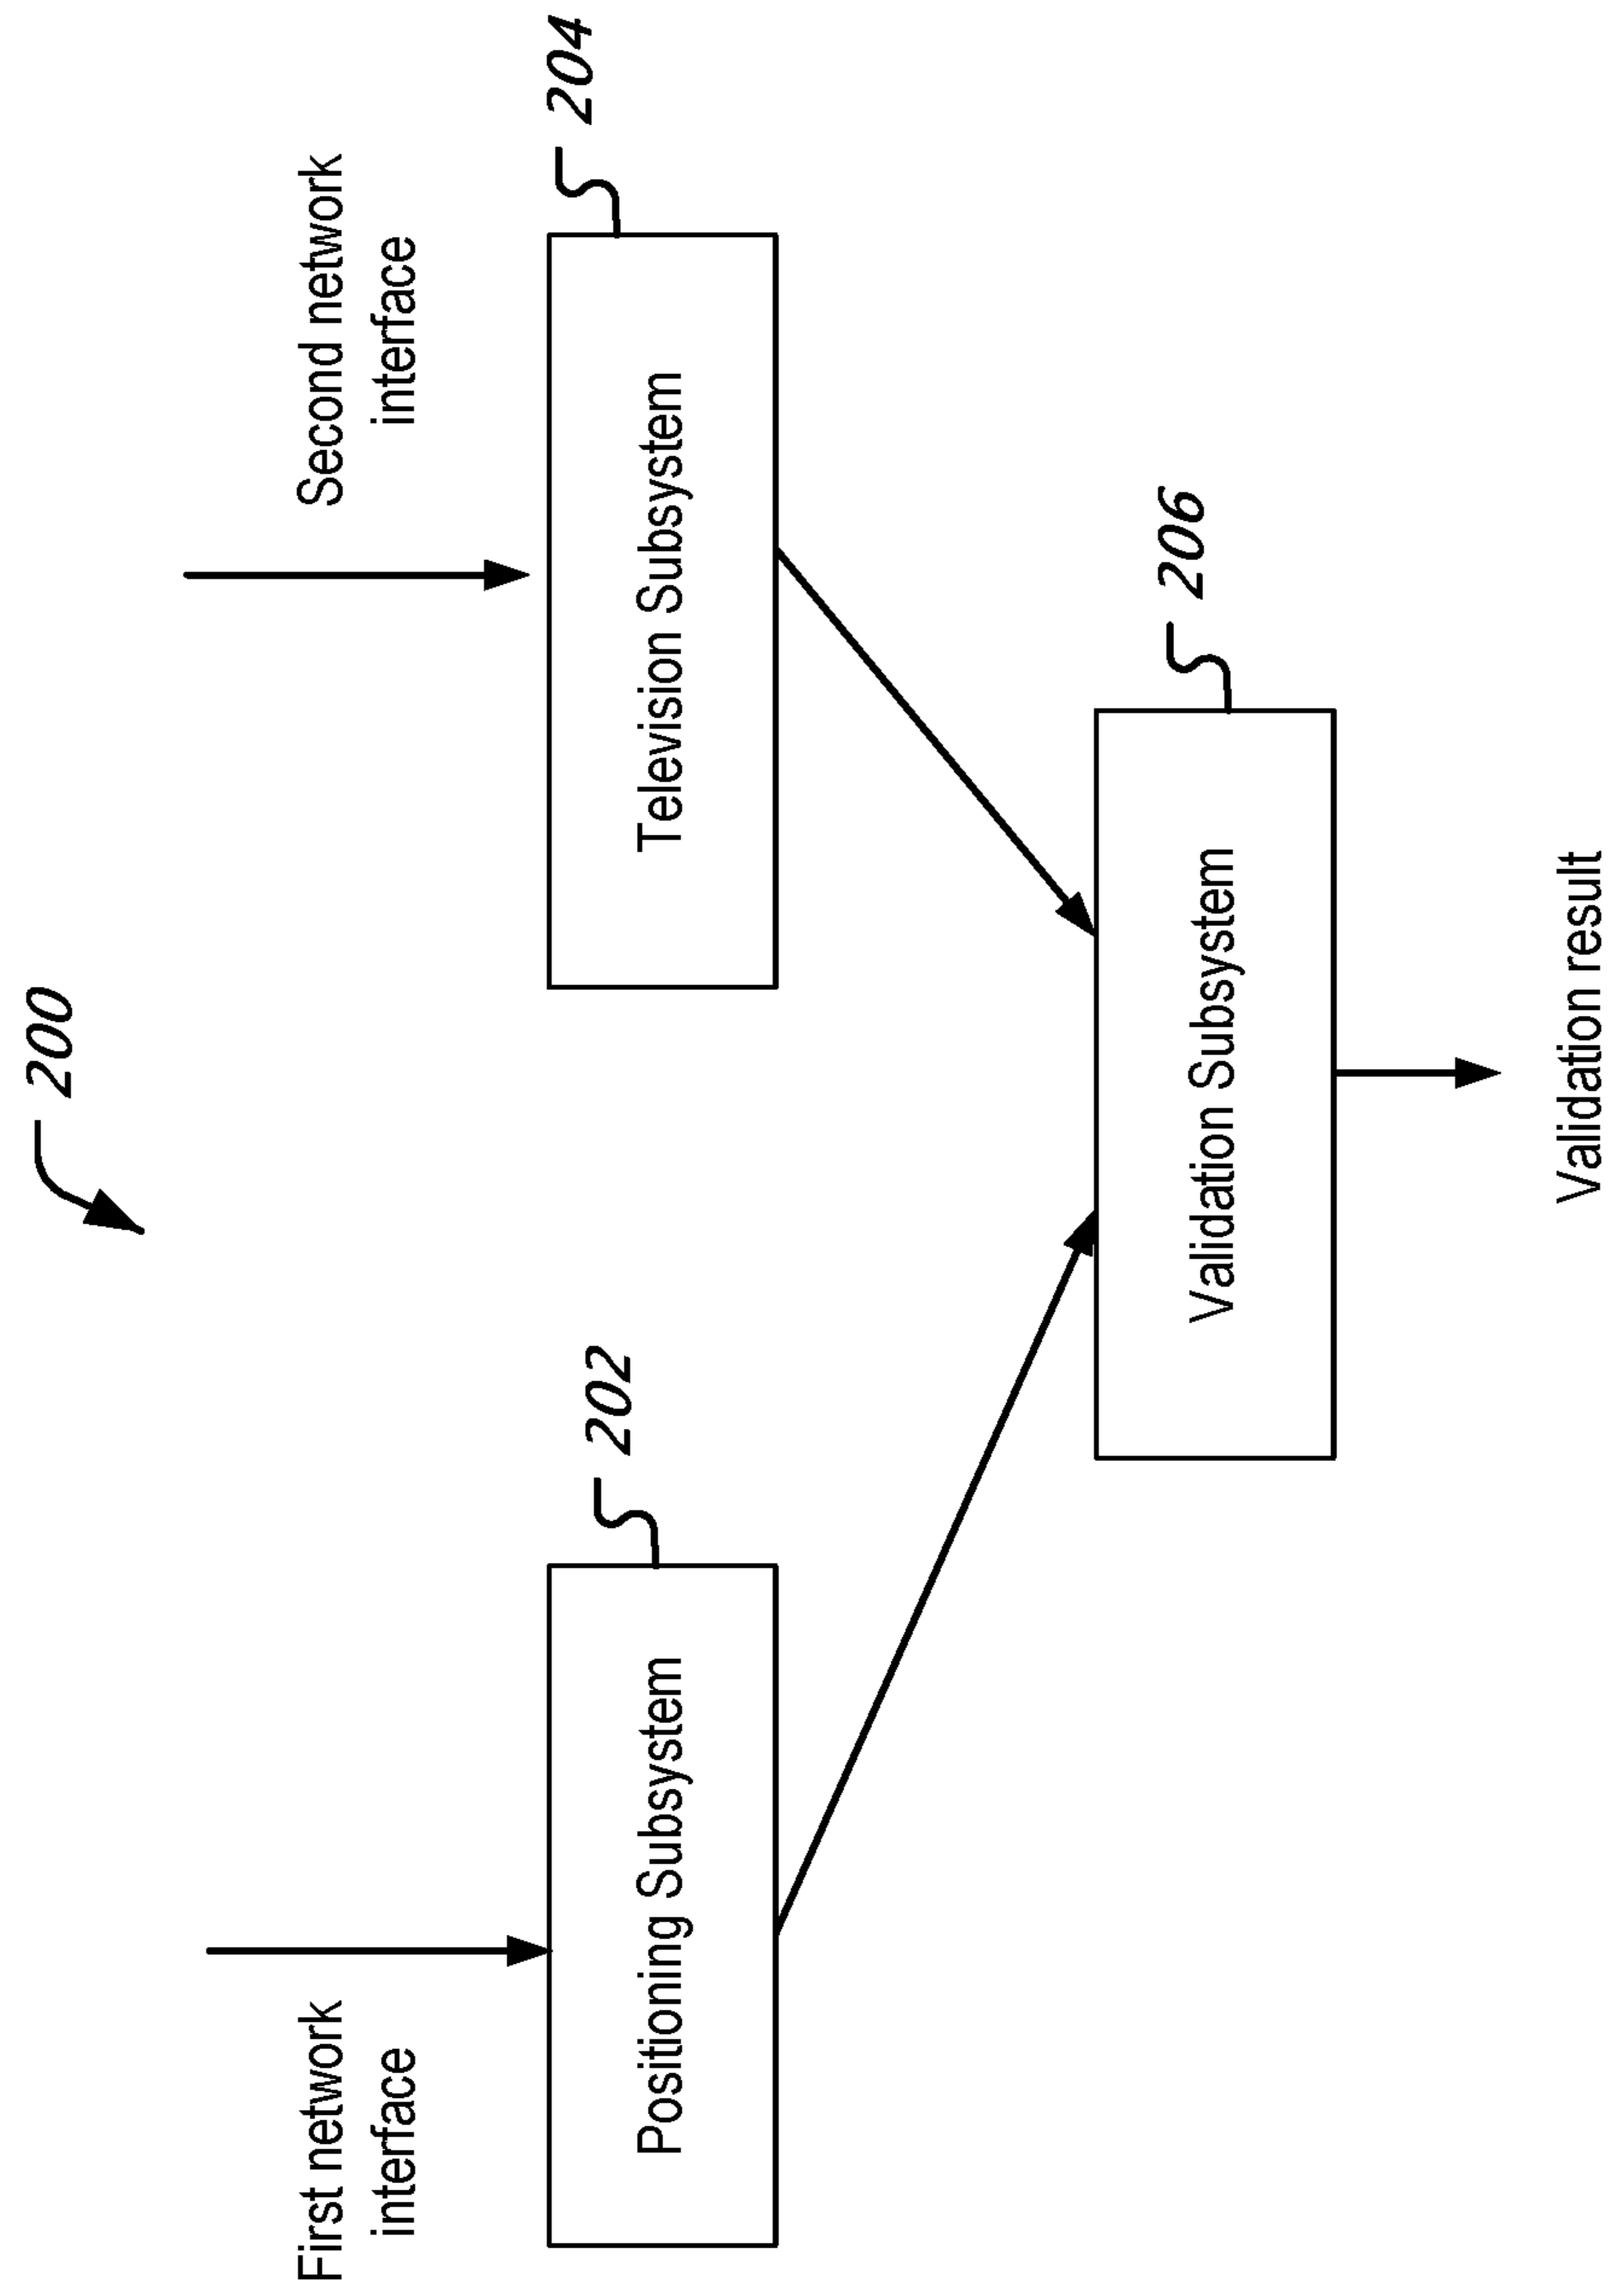 200
First network
interface
Second network
interface
202
204
Positioning Subsystem
Television Subsystem
206
Validation Subsystem
Validation result